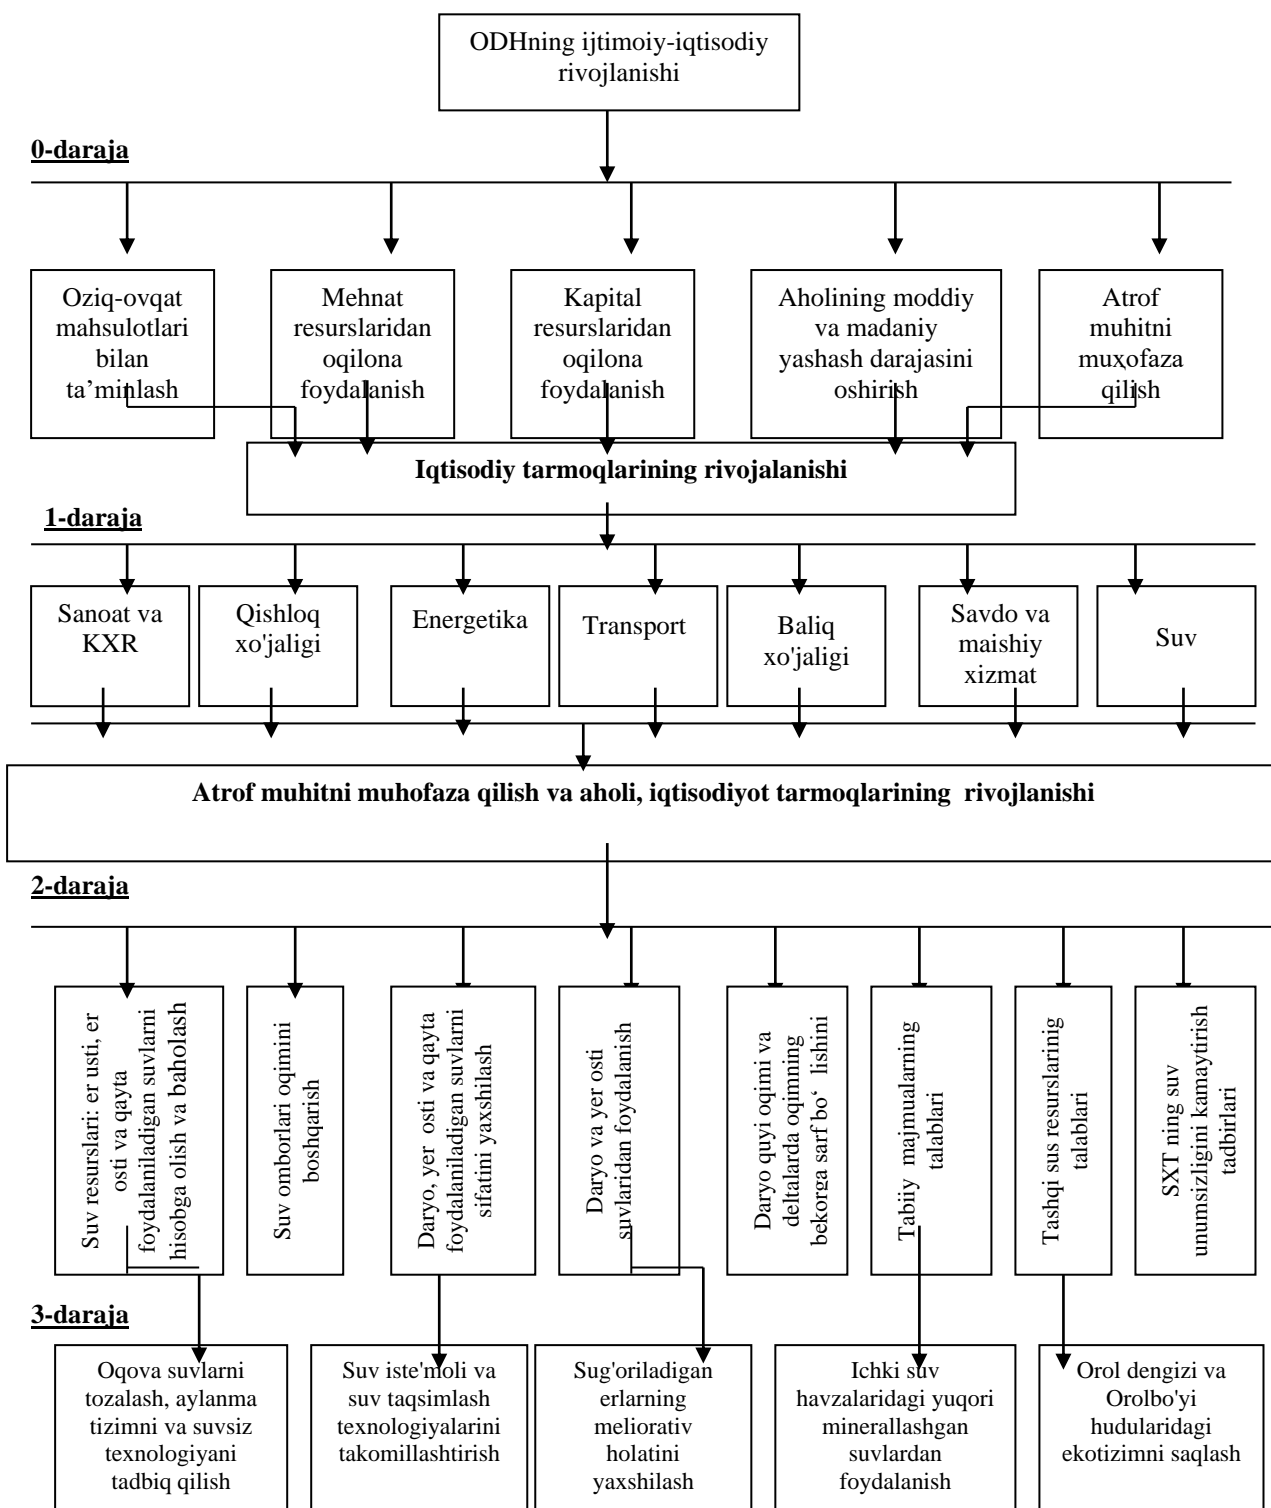 ODHning ijtimoiy-iqtisodiy
rivojlanishi
0-daraja
Oziq-ovqat
mahsulotlari
bilan
ta’minlash
Mehnat
resurslaridan
oqilona
foydalanish
Kapital
resurslaridan
oqilona
foydalanish
Aholining moddiy
va madaniy
yashash darajasini
oshirish
Atrof
muhitni
muxofaza
qilish
Iqtisodiy tarmoqlarining rivojalanishi
1-daraja
Sanoat va
KXR
Qishloq
xo'jaligi
Energetika
Transport
Baliq
xo'jaligi
Savdo va
maishiy
xizmat
Suv
Atrof muhitni muhofaza qilish va aholi, iqtisodiyot tarmoqlarining rivojlanishi
2-daraja
Suv resurslari: er usti, er
osti va qayta
foydalaniladigan suvlarni
hisobga olish va baholash
Suv omborlari oqimini
boshqarish
Daryo, yer osti va qayta
foydalaniladigan suvlarni
sifatini yaxshilash
Daryo va yer osti
suvlaridan foydalanish
Daryo quyi oqimi va
deltalarda oqimning
bekorga sarf bo‘ lishini
Tabiiy majmualarning
talablari
Tashqi sus resurslarinig
talablari
SXT ning suv
unumsizligini kamaytirish
tadbirlari
3-daraja
Oqova suvlarni
tozalash, aylanma
tizimni va suvsiz
texnologiyani
tadbiq qilish
Suv iste'moli va
suv taqsimlash
texnologiyalarini
takomillashtirish
Sug'oriladigan
erlarning
meliorativ
holatini
yaxshilash
Ichki suv
havzalaridagi yuqori
minerallashgan
suvlardan
foydalanish
Orol dengizi va
Orolbo'yi
hudularidagi
ekotizimni saqlash